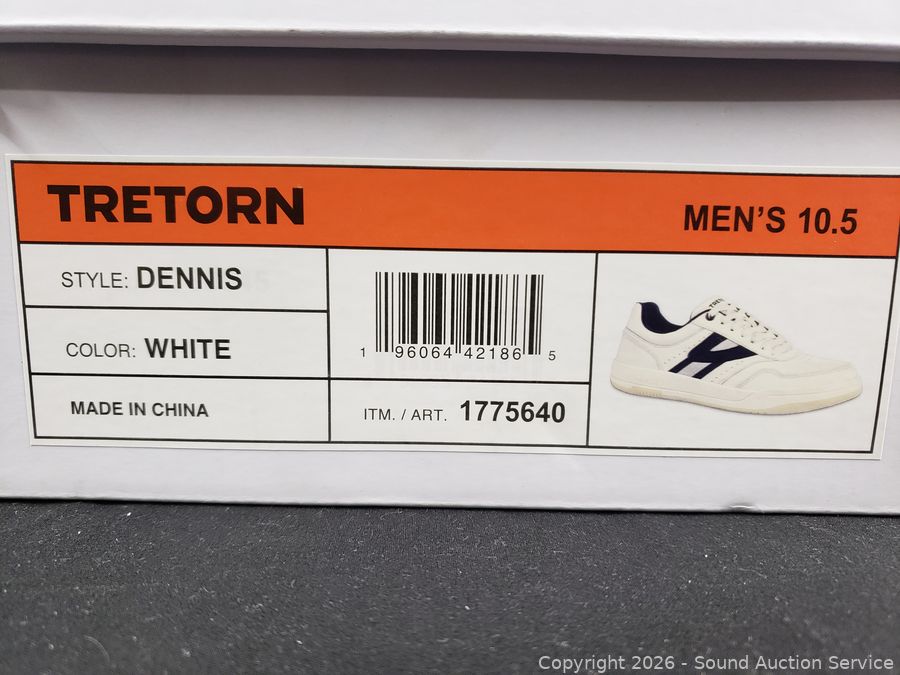 TRETORN
MEN'S 10.5
STYLE: DENNIS
COLOR: WHITE
MADE IN CHINA
1 96064 42186 5
ITM. / ART. 1775640
Copyright 2026 - Sound Auction Service